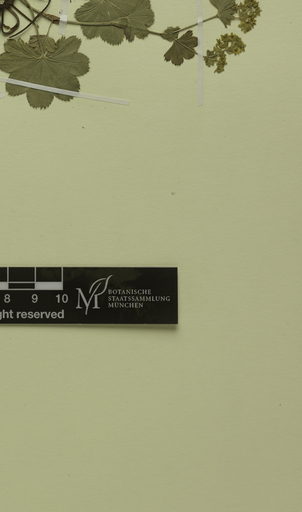 8 9 10
BOTANISCHE
STAATSSAMMLUNG
MÜNCHEN
ght reserved